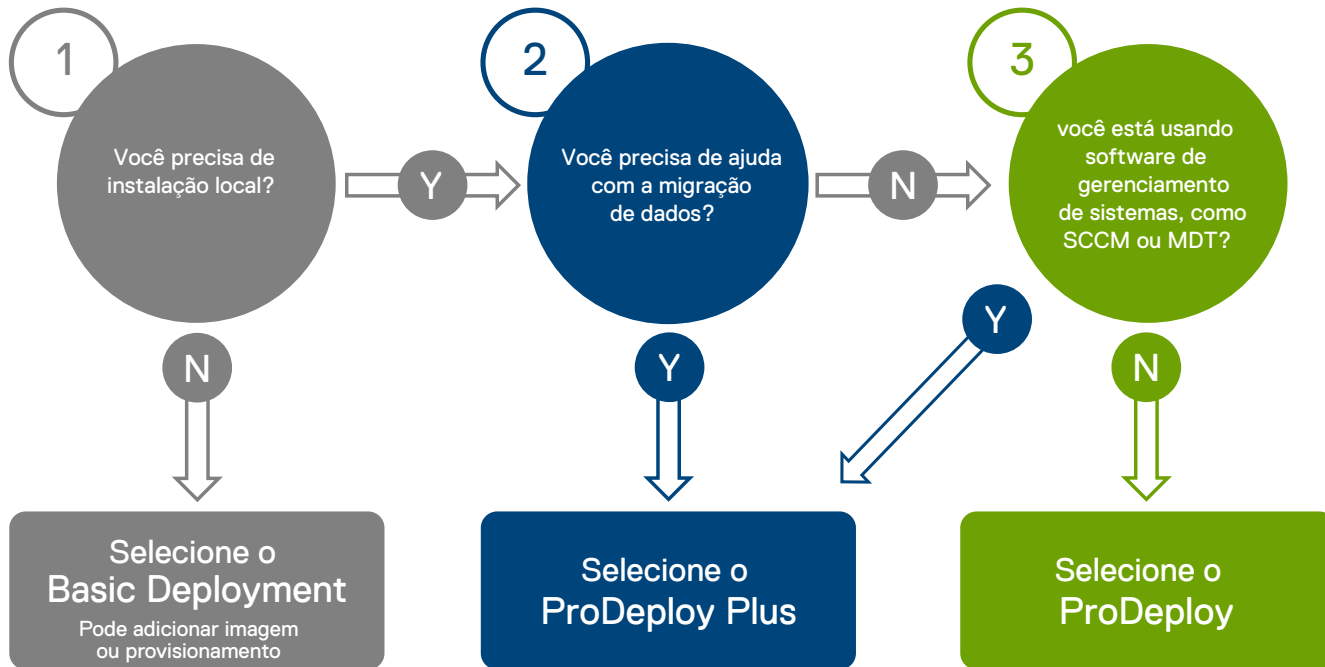 1
Você precisa de
instalação local?
Y
N
2
Você precisa de ajuda
com a migração
de dados?
N
Y
3
você está usando
software de
gerenciamento
de sistemas, como
SCCM ou MDT?
Y
N
Selecione o
Basic Deployment
Pode adicionar imagem
ou provisionamento
Selecione o
ProDeploy Plus
Selecione o
ProDeploy